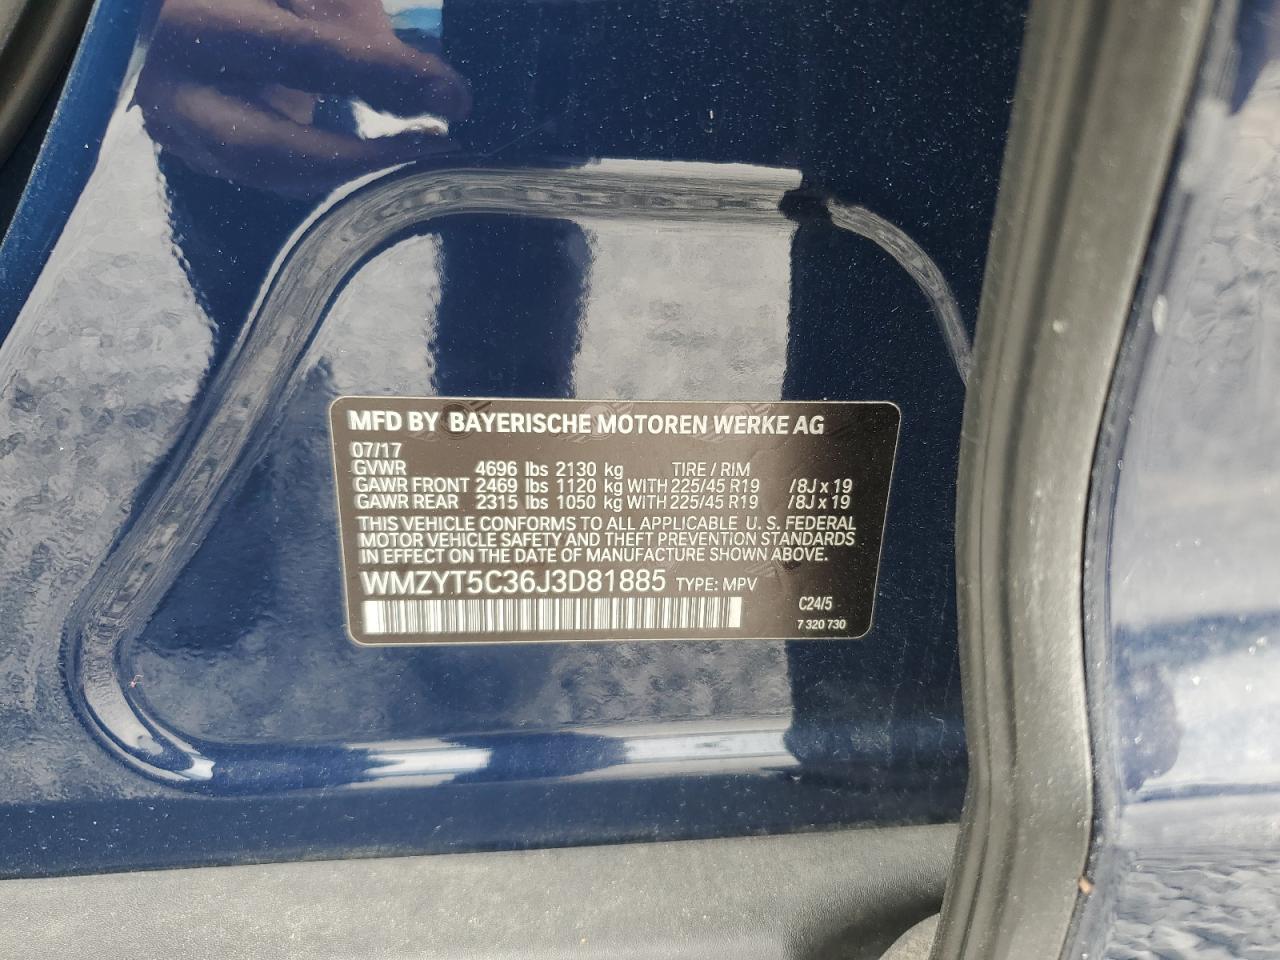 MFD BY BAYERISCHE MOTOREN WERKE AG
07/17
GVWR 4696 lbs 2130 kg TIRE / RIM
GAWR FRONT 2469 lbs 1120 kg WITH 225/45 R19 /8J x 19
GAWR REAR 2315 lbs 1050 kg WITH 225/45 R19 /8J x 19
THIS VEHICLE CONFORMS TO ALL APPLICABLE U. S. FEDERAL
MOTOR VEHICLE SAFETY AND THEFT PREVENTION STANDARDS
IN EFFECT ON THE DATE OF MANUFACTURE SHOWN ABOVE.
WMZYT5C36J3D81885 TYPE: MPV
C24/5
7 320 730